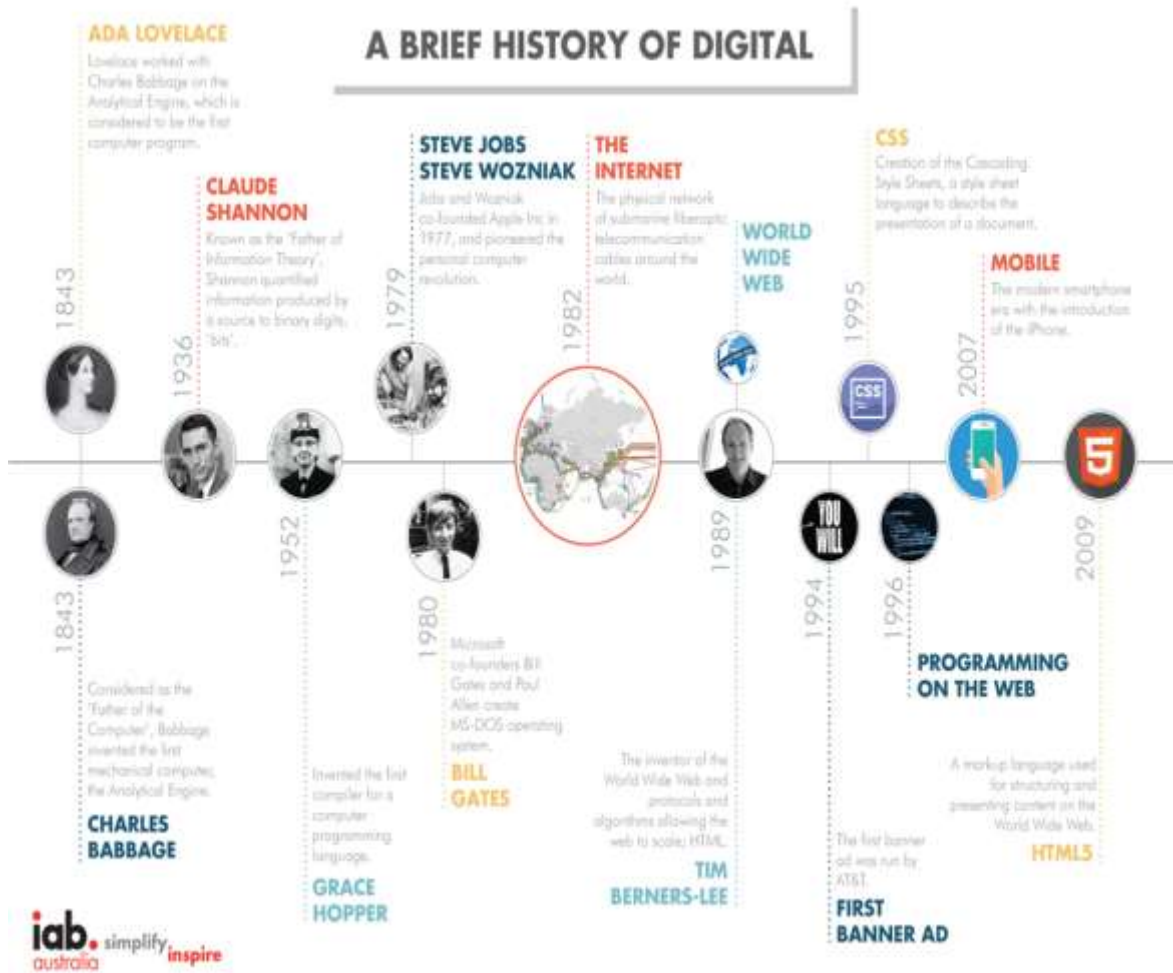 A BRIEF HISTORY OF DIGITAL
ADA LOVELACE
Lovelace worked with
Charles Babbage on the
Analytical Engine, which is
considered to be the first
computer program.
1843
CLAUDE
SHANNON
Known as the 'Father of
Information Theory',
Shannon quantified
information produced by
a source to binary digits,
'bits'.
1936
STEVE JOBS
STEVE WOZNIAK
Jobs and Wozniak
co-founded Apple Inc in
1977, and pioneered the
personal computer
revolution.
1979
THE
INTERNET
The physical network
of submarine fiberoptic
telecommunication
cables around the
world.
1982
WORLD
WIDE
WEB
CSS
Creation of the Cascading
Style Sheets, a style sheet
language to describe the
presentation of a document.
1995
CSS
MOBILE
The modern smartphone
era with the introduction
of the iPhone.
2007
5
1843
Considered as the
'Father of the
Computer', Babbage
invented the first
mechanical computer,
the Analytical Engine.
CHARLES
BABBAGE
1952
Invented the first
compiler for a
computer
programming
language.
GRACE
HOPPER
1980
Microsoft
co-founders Bill
Gates and Paul
Allen create
MS-DOS operating
system.
BILL
GATES
1989
The inventor of the
World Wide Web and
protocols and
algorithms allowing the
web to scale; HTML.
TIM
BERNERS-LEE
YOU
WILL
1994
The first banner
ad was run by
AT&T.
FIRST
BANNER AD
1996
PROGRAMMING
ON THE WEB
2009
A markup language used
for structuring and
presenting content on the
World Wide Web.
HTML5
iab.
australia
simplify
inspire